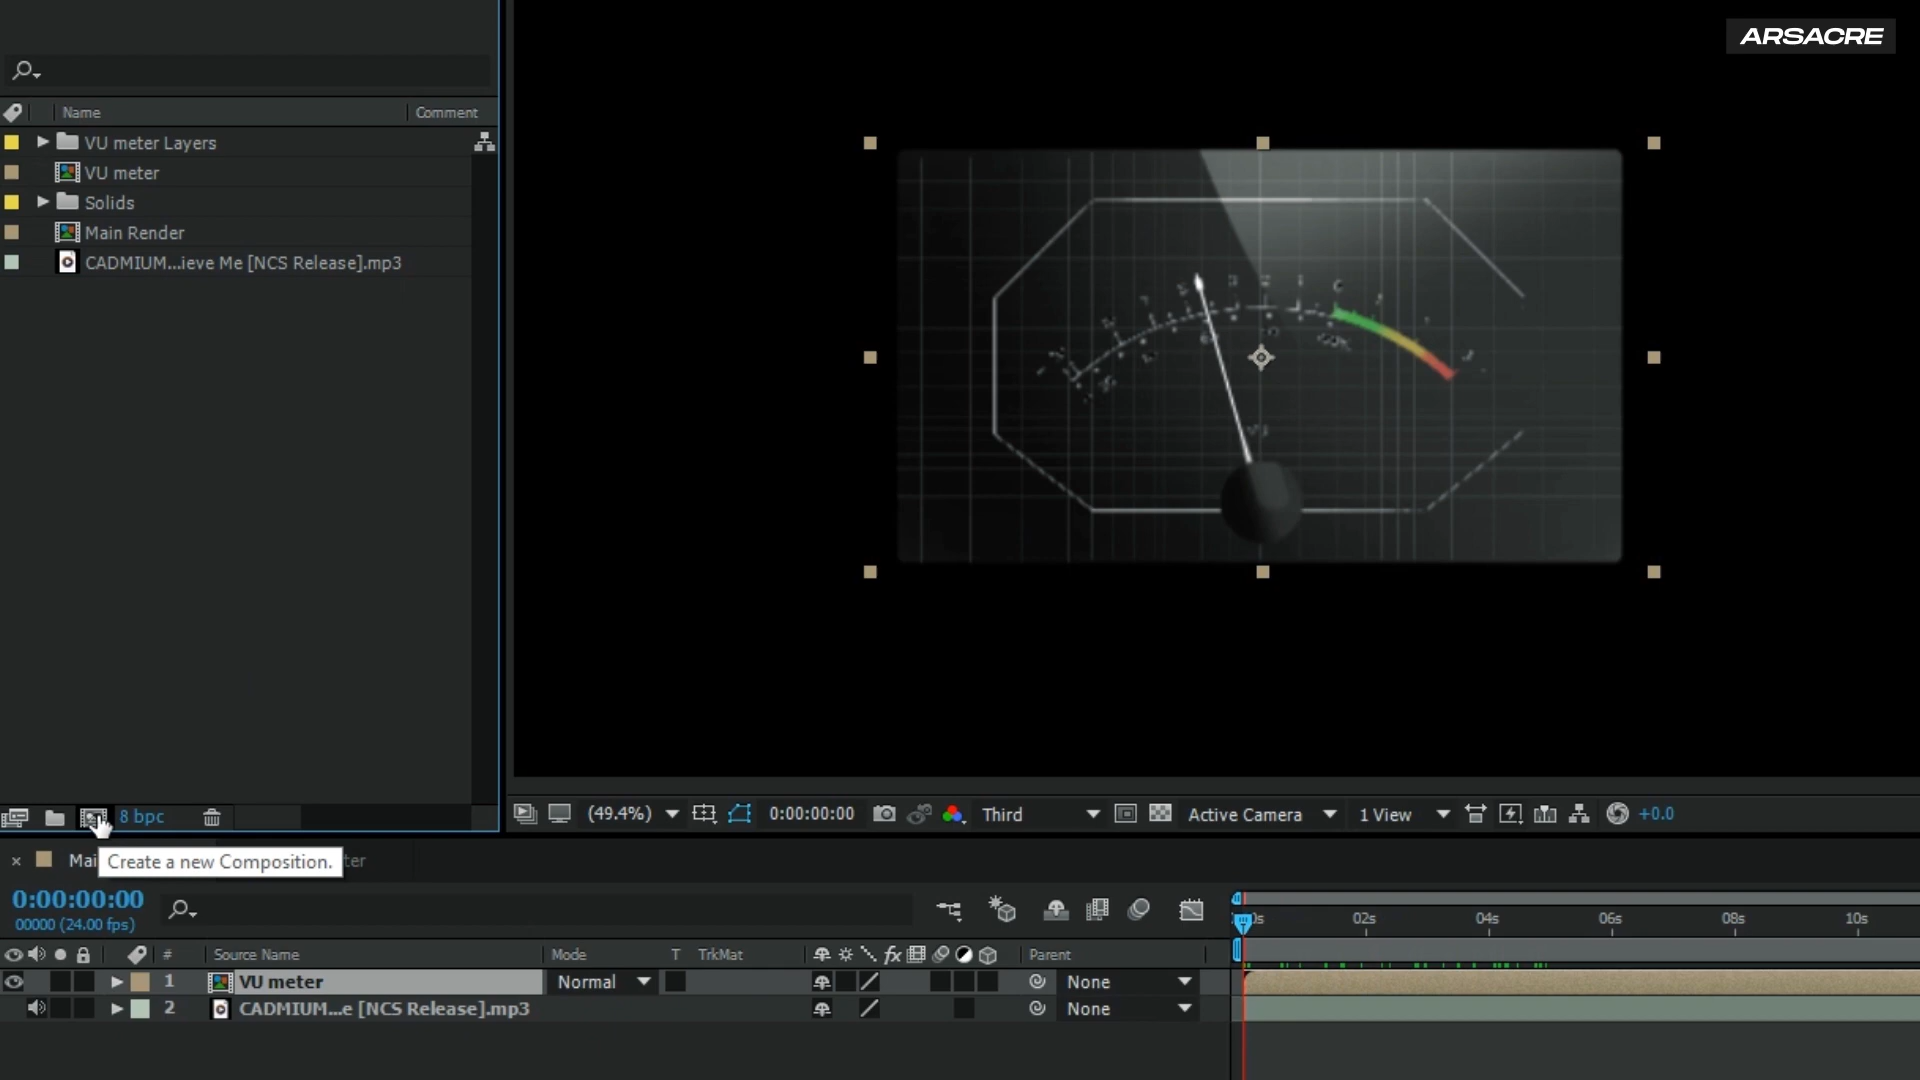 ARSACRE
Name
Comment
VU meter Layers
VU meter
Solids
Main Render
CADMIUM...ieve Me [NCS Release].mp3
8 bpc
(49.4%)
0:00:00:00
Third
Active Camera
1 View
+0.0
Mai
Create a new Composition.
ter
0:00:00:00
00000 (24.00 fps)
02s
04s
06s
08s
10s
#
Source Name
Mode
T
TrkMat
fx
Parent
1
VU meter
Normal
None
2
CADMIUM...e [NCS Release].mp3
None